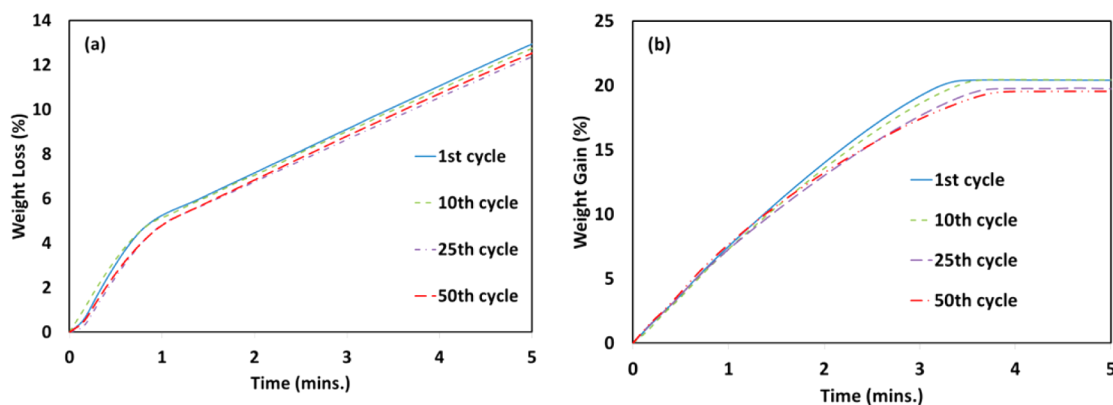 (a)
Weight Loss (%)
14
12
10
8
6
4
2
0
0 1 2 3 4 5
Time (mins.)
1st cycle
10th cycle
25th cycle
50th cycle
(b)
Weight Gain (%)
25
20
15
10
5
0
0 1 2 3 4 5
Time (mins.)
1st cycle
10th cycle
25th cycle
50th cycle